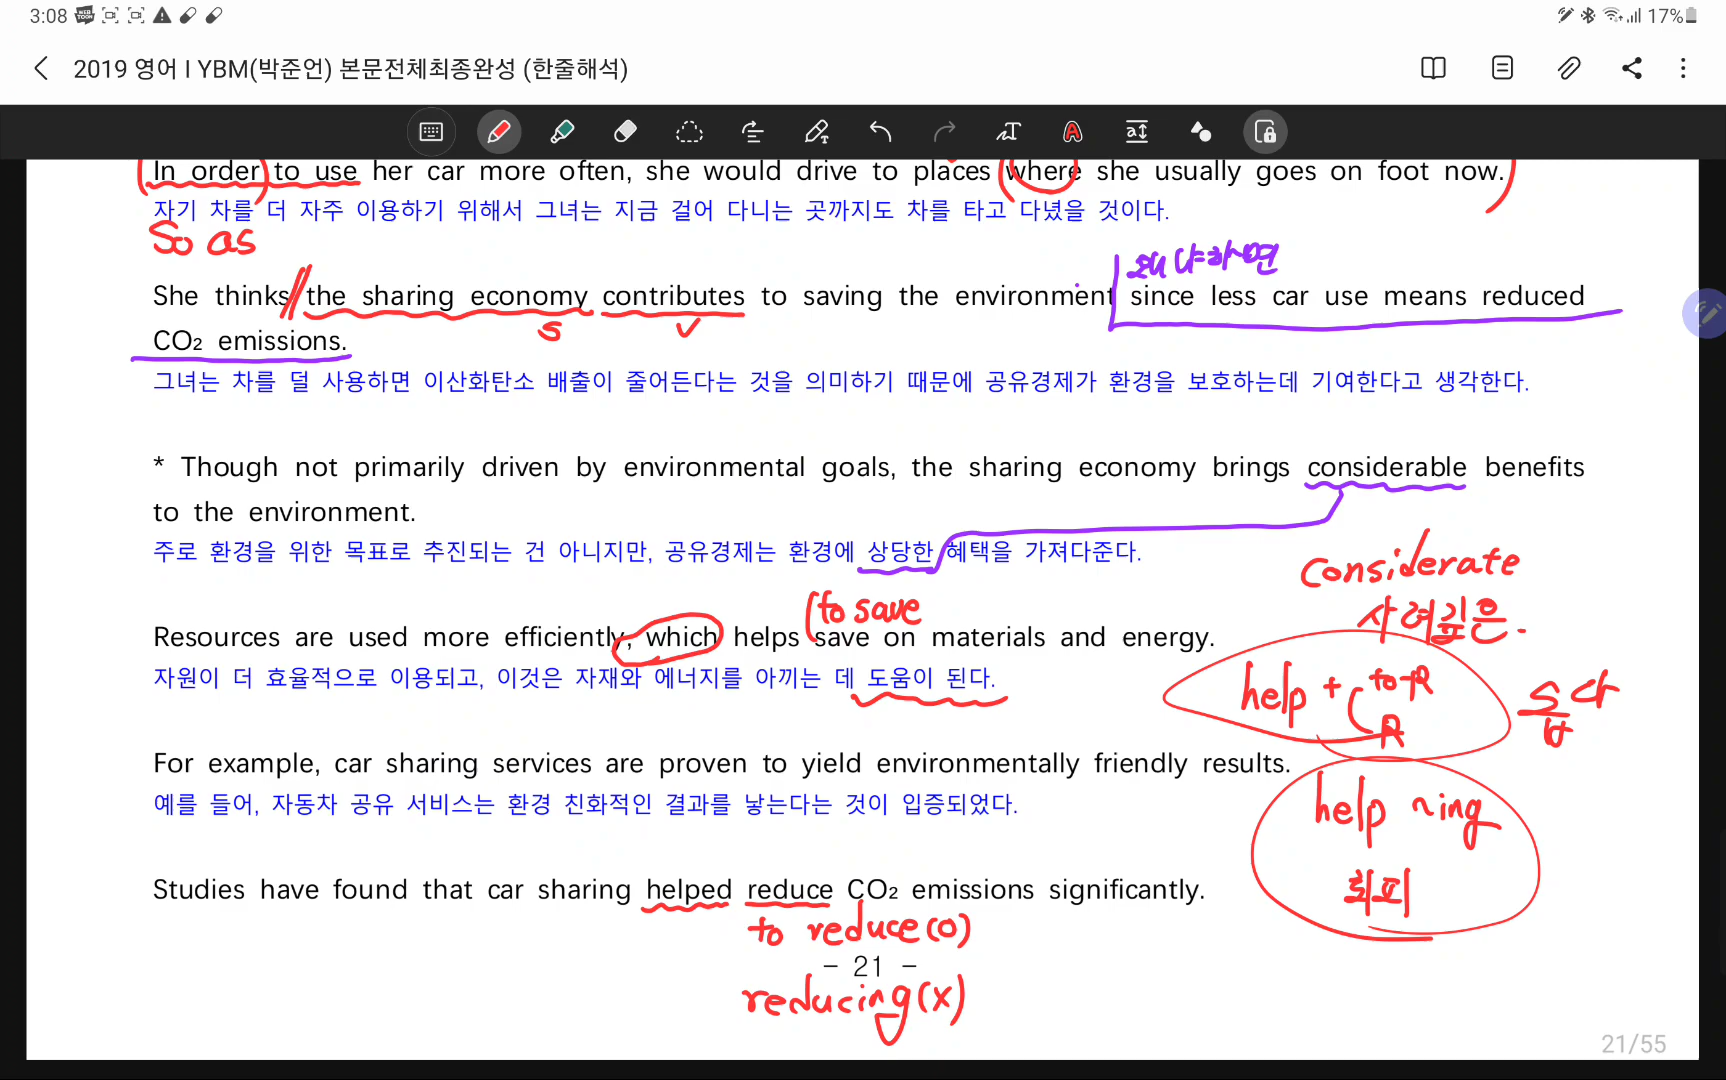 3:08 17%
2019 영어 I YBM(박준언) 본문전체최종완성 (한줄해석)
In order to use her car more often, she would drive to places where she usually goes on foot now.
자기 차를 더 자주 이용하기 위해서 그녀는 지금 걸어 다니는 곳까지도 차를 타고 다녔을 것이다.
So as
왜냐하면
She thinks the sharing economy contributes to saving the environment since less car use means reduced
S V
CO₂ emissions.
그녀는 차를 덜 사용하면 이산화탄소 배출이 줄어든다는 것을 의미하기 때문에 공유경제가 환경을 보호하는데 기여한다고 생각한다.
* Though not primarily driven by environmental goals, the sharing economy brings considerable benefits
to the environment.
주로 환경을 위한 목표로 추진되는 건 아니지만, 공유경제는 환경에 상당한 혜택을 가져다준다.
considerate
사려깊은.
to save
Resources are used more efficiently, which helps save on materials and energy.
자원이 더 효율적으로 이용되고, 이것은 자재와 에너지를 아끼는 데 도움이 된다.
help + to-R
R
For example, car sharing services are proven to yield environmentally friendly results.
예를 들어, 자동차 공유 서비스는 환경 친화적인 결과를 낳는다는 것이 입증되었다.
help ~ing
회피
Studies have found that car sharing helped reduce CO₂ emissions significantly.
to reduce(O)
- 21 -
reducing(X)
21/55